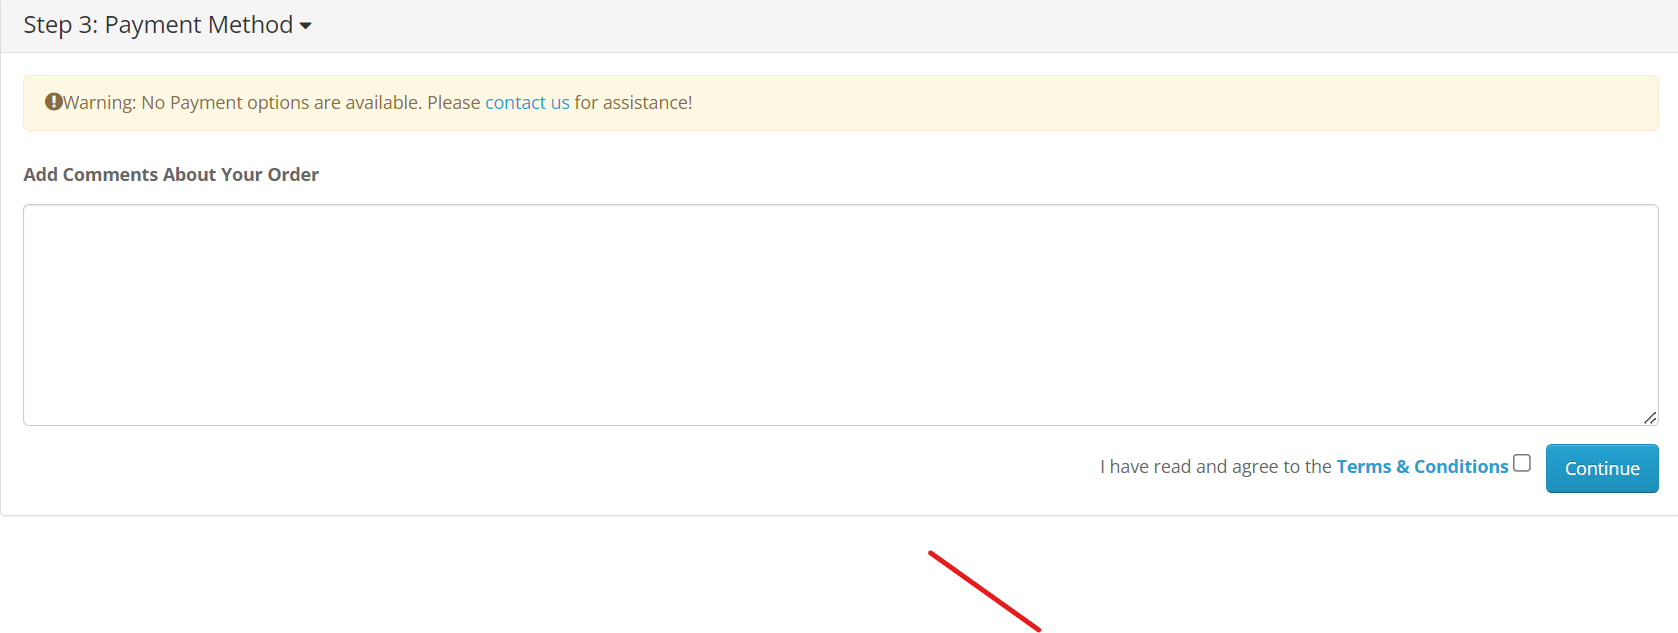 Step 3: Payment Method
Warning: No Payment options are available. Please contact us for assistance!
Add Comments About Your Order
I have read and agree to the Terms & Conditions
Continue